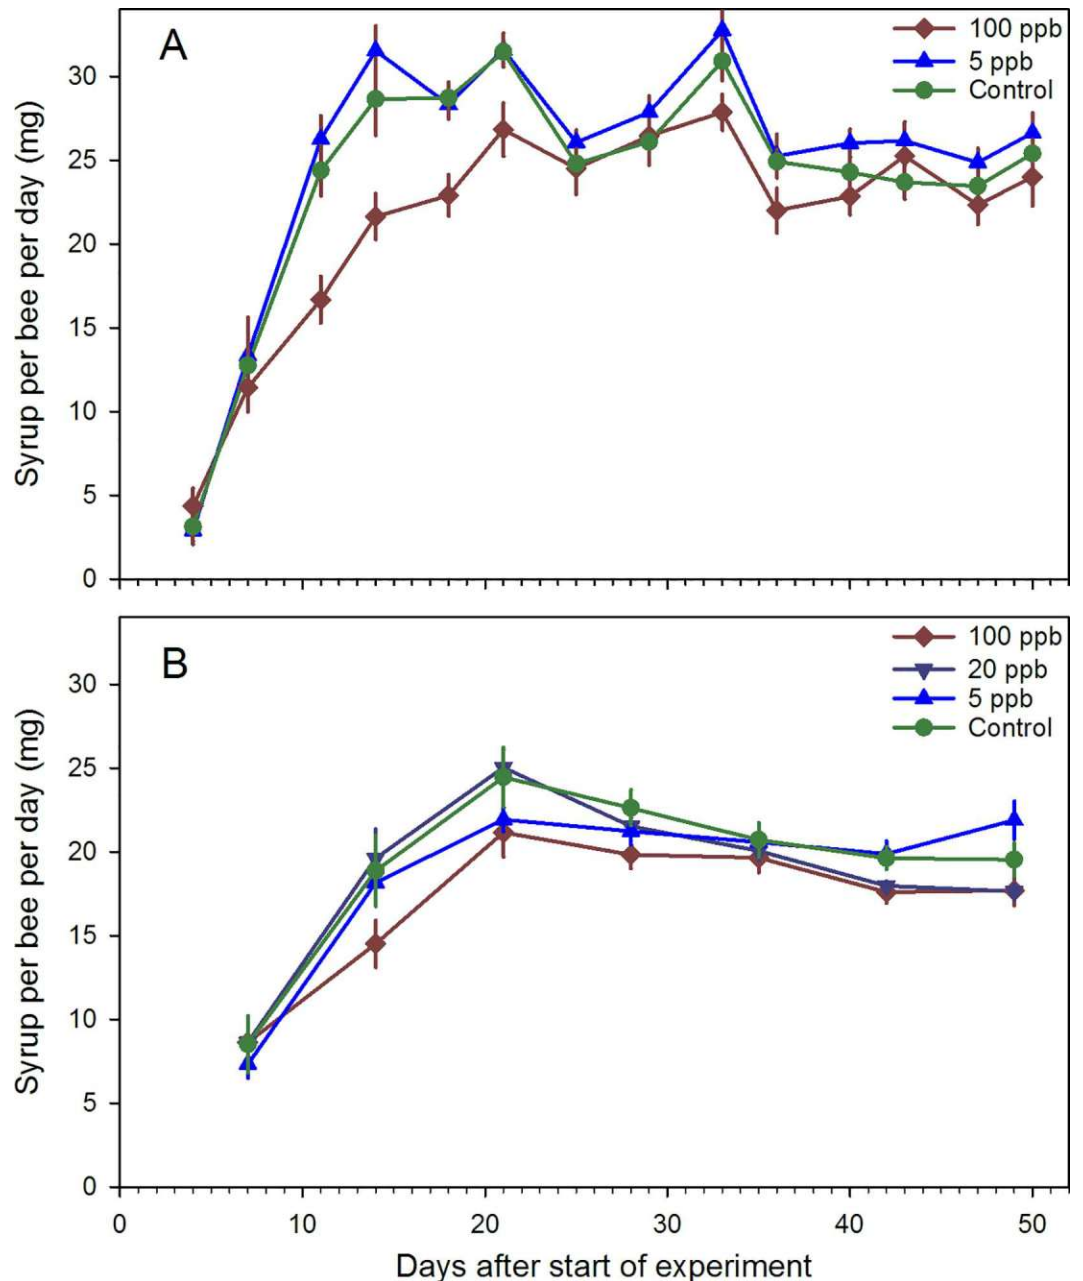 A
100 ppb
5 ppb
Control
30
25
20
15
10
5
0
Syrup per bee per day (mg)
B
100 ppb
20 ppb
5 ppb
Control
30
25
20
15
10
5
0
Syrup per bee per day (mg)
0 10 20 30 40 50
Days after start of experiment